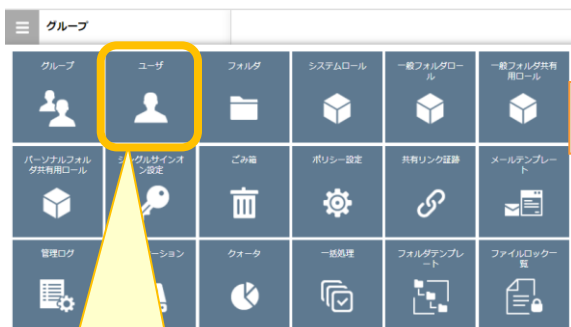 グループ
グループ
ユーザ
フォルダ
システムロール
一般フォルダロー
ル
一般フォルダ共有
用ロール
パーソナルフォル
ダ共有用ロール
シングルサインオ
ン設定
ごみ箱
ポリシー設定
共有リンク証跡
メールテンプレー
ト
管理ログ
ーション
クォータ
一括処理
フォルダテンプレ
ート
ファイルロック一
覧